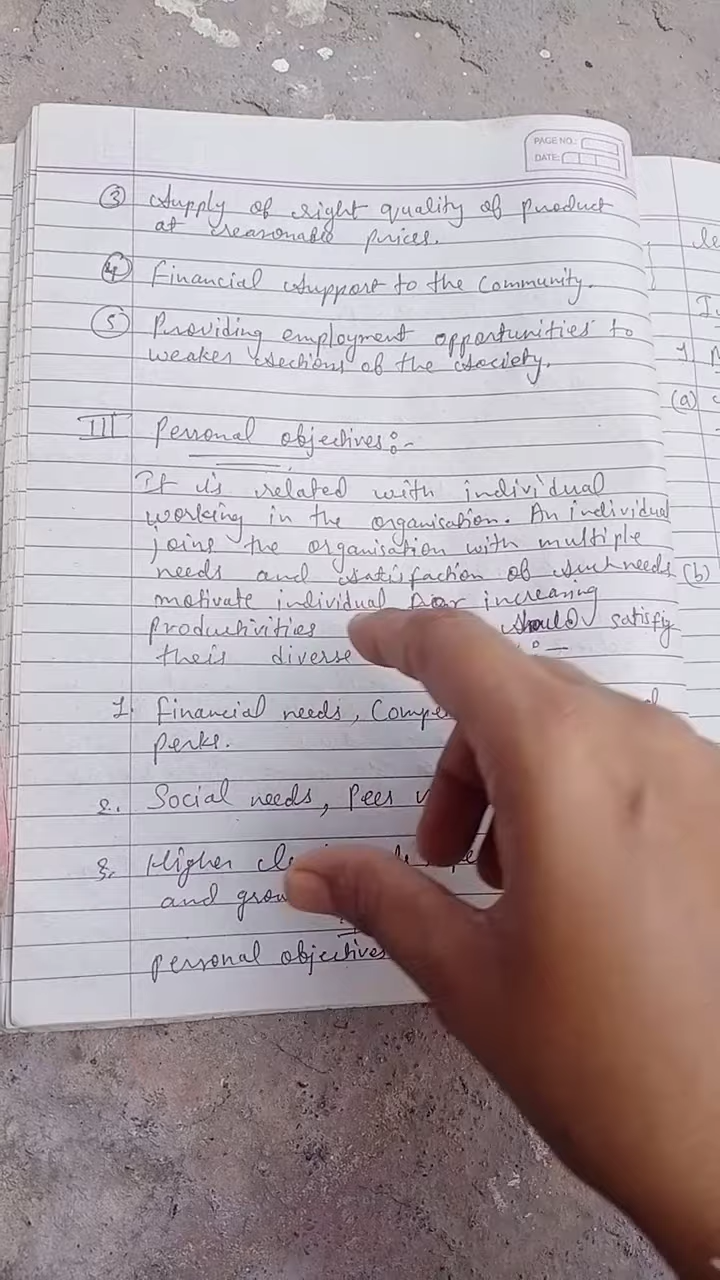 PAGE NO.:
DATE:
③ Supply of right quality of product
at reasonable prices.
④ Financial support to the Community.
⑤ Providing employment opportunities to
weaker sections of the society.
III Personal objectives:-
It is related with individual
working in the organisation. An individual
joins the organisation with multiple
needs and satisfaction of such needs
motivate individual for increasing
productivities should satisfy
their diverse :-
1. Financial needs,
perks.
2. Social needs, Peer
3. Higher
and
personal objectives
(a)
(b)